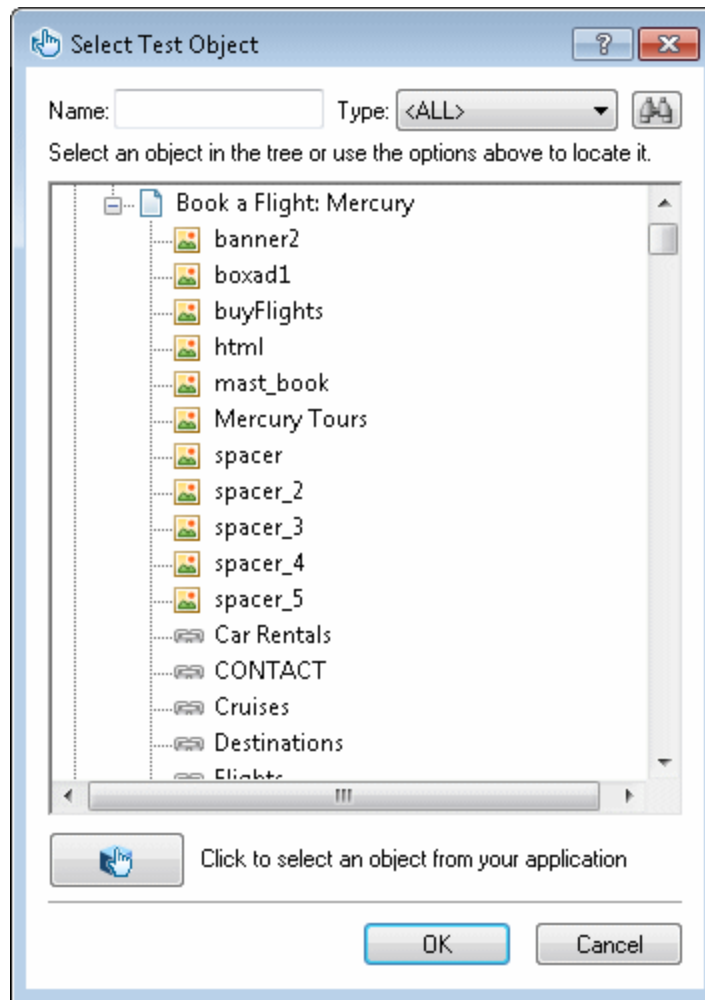 Select Test Object
?
Name: Type: <ALL>
Select an object in the tree or use the options above to locate it.
Book a Flight: Mercury
banner2
boxad1
buyFlights
html
mast_book
Mercury Tours
spacer
spacer_2
spacer_3
spacer_4
spacer_5
Car Rentals
CONTACT
Cruises
Destinations
Flights
Click to select an object from your application
OK Cancel